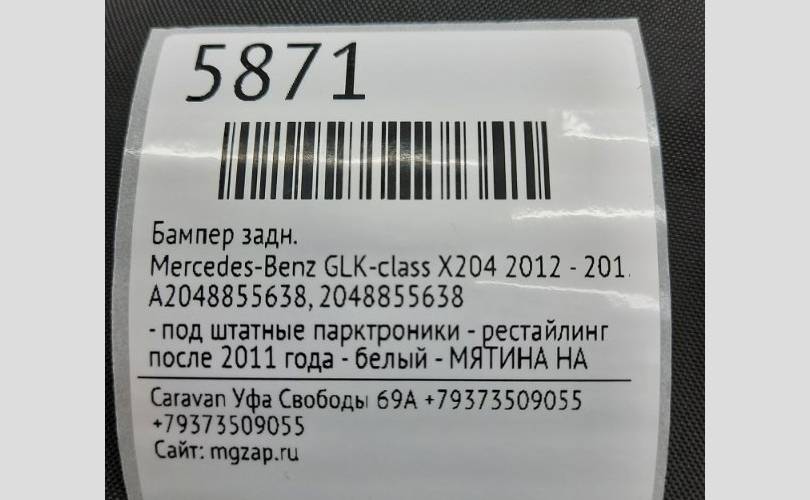 5871
Бампер задн.
Mercedes-Benz GLK-class X204 2012 - 201
A2048855638, 2048855638
- под штатные парктроники - рестайлинг
после 2011 года - белый - МЯТИНА НА
Caravan Уфа Свободы 69А +79373509055
+79373509055
Сайт: mgzap.ru